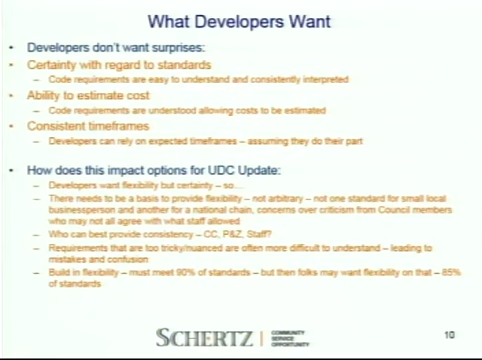 What Developers Want
• Developers don't want surprises:
• Certainty with regard to standards
– Code requirements are easy to understand and consistently interpreted
• Ability to estimate cost
– Code requirements are understood allowing costs to be estimated
• Consistent timeframes
– Developers can rely on expected timeframes – assuming they do their part
• How does this impact options for UDC Update:
– Developers want flexibility but certainty – so…
– There needs to be a basis to provide flexibility – not arbitrary – not one standard for small local
businessperson and another for a national chain, concerns over criticism from Council members
who may not all agree with what staff allowed
– Who can best provide consistency – CC, P&Z, Staff?
– Requirements that are too tricky/nuanced are often more difficult to understand – leading to
mistakes and confusion
– Build in flexibility – must meet 90% of standards – but then folks may want flexibility on that – 85%
of standards
SCHERTZ | COMMUNITY
SERVICE
OPPORTUNITY
10